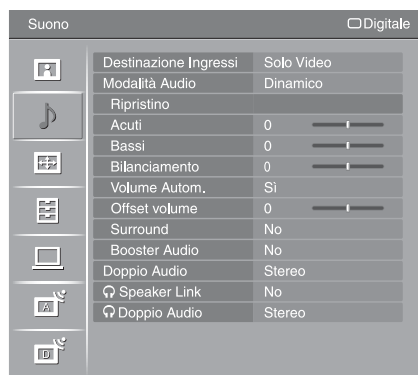 Suono Digitale
Destinazione Ingressi Solo Video
Modalità Audio Dinamico
Ripristino
Acuti 0
Bassi 0
Bilanciamento 0
Volume Autom. Sì
Offset volume 0
Surround No
Booster Audio No
Doppio Audio Stereo
Speaker Link No
Doppio Audio Stereo
A
D